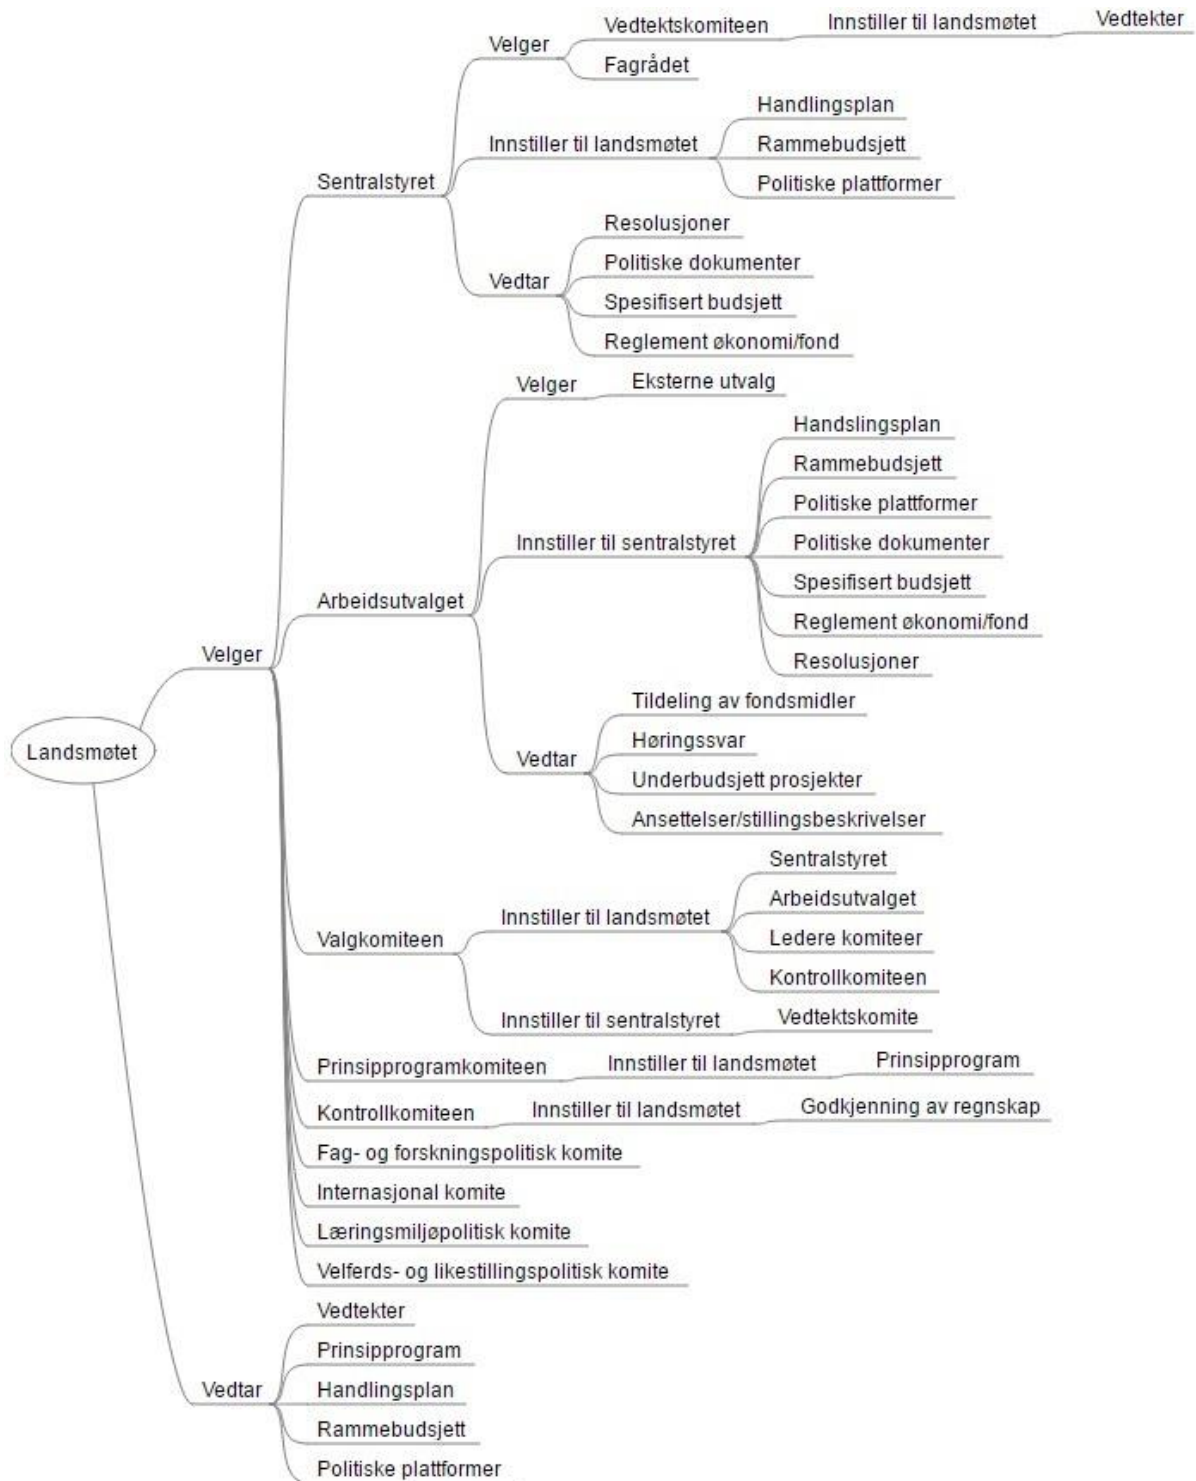 Landsmøtet
Velger
Sentralstyret
Velger
Vedtektskomiteen
Innstiller til landsmøtet
Vedtekter
Fagrådet
Innstiller til landsmøtet
Handlingsplan
Rammebudsjett
Politiske plattformer
Vedtar
Resolusjoner
Politiske dokumenter
Spesifisert budsjett
Reglement økonomi/fond
Arbeidsutvalget
Velger
Eksterne utvalg
Innstiller til sentralstyret
Handslingsplan
Rammebudsjett
Politiske plattformer
Politiske dokumenter
Spesifisert budsjett
Reglement økonomi/fond
Resolusjoner
Vedtar
Tildeling av fondsmidler
Høringssvar
Underbudsjett prosjekter
Ansettelser/stillingsbeskrivelser
Valgkomiteen
Innstiller til landsmøtet
Sentralstyret
Arbeidsutvalget
Ledere komiteer
Kontrollkomiteen
Innstiller til sentralstyret
Vedtektskomite
Prinsipprogramkomiteen
Innstiller til landsmøtet
Prinsipprogram
Kontrollkomiteen
Innstiller til landsmøtet
Godkjenning av regnskap
Fag- og forskningspolitisk komite
Internasjonal komite
Læringsmiljøpolitisk komite
Velferds- og likestillingspolitisk komite
Vedtar
Vedtekter
Prinsipprogram
Handlingsplan
Rammebudsjett
Politiske plattformer